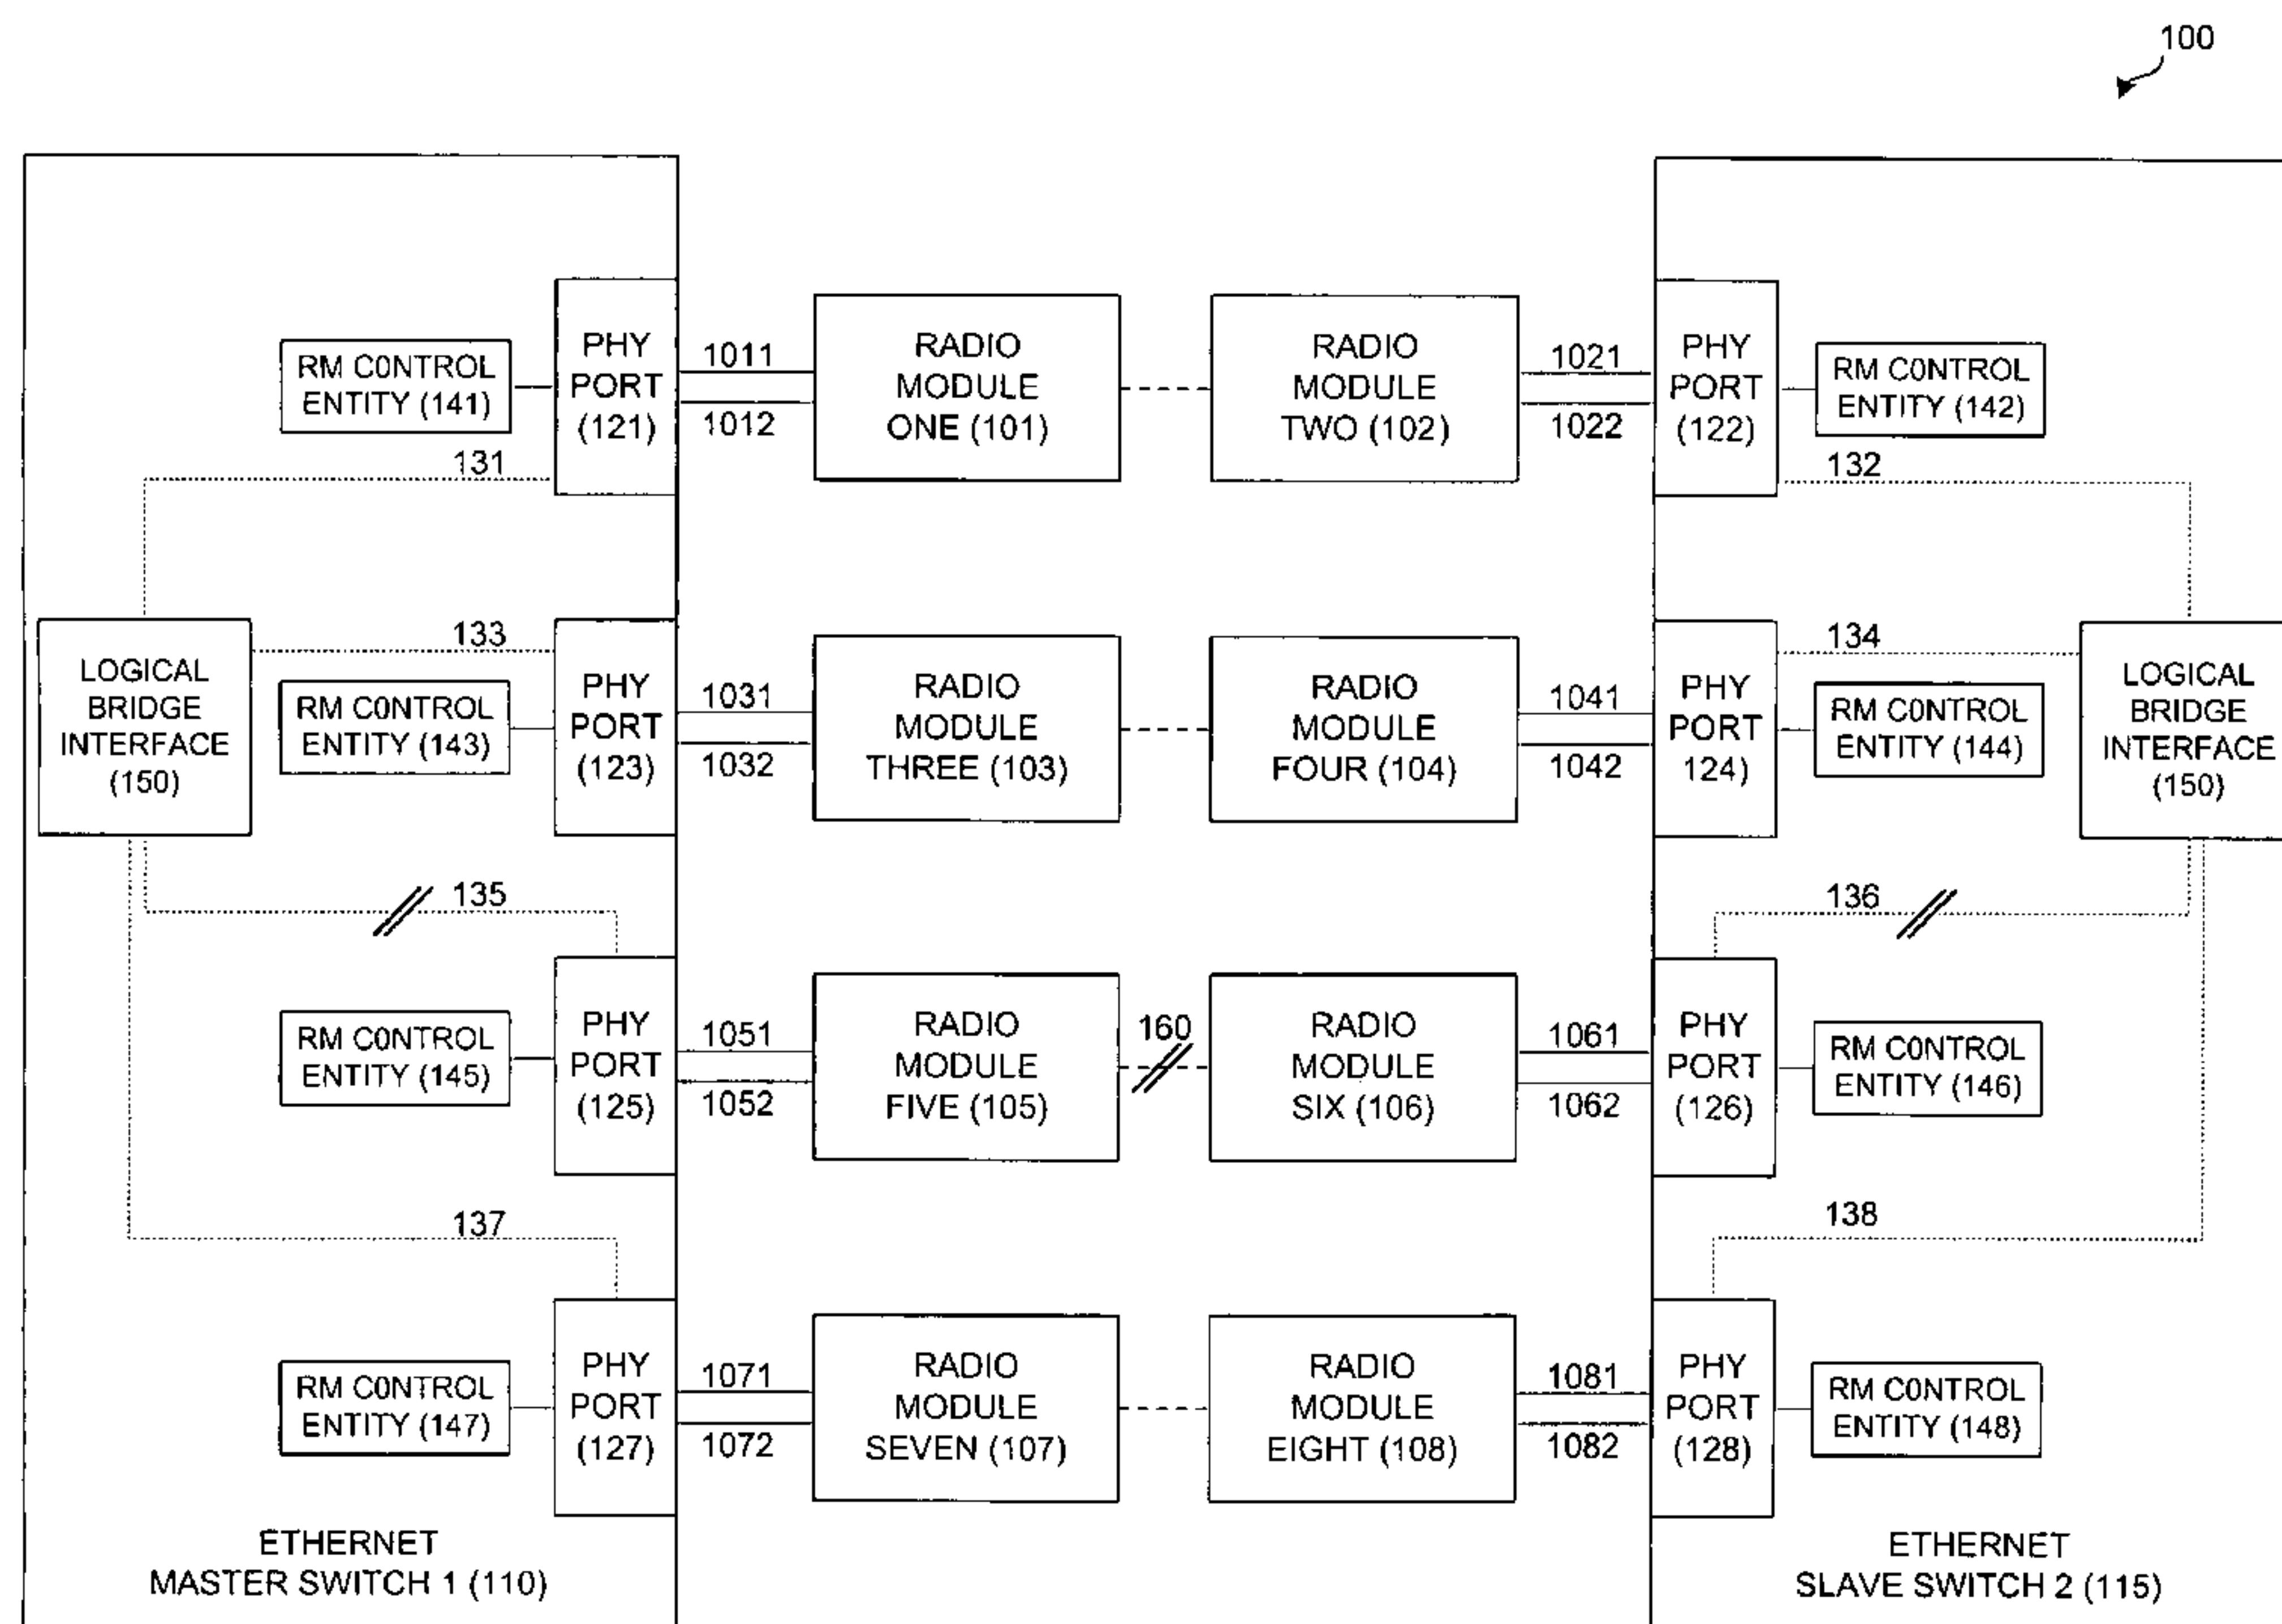 100
RM CONTROL
ENTITY (141)
PHY
PORT
(121)
1011
1012
RADIO
MODULE
ONE (101)
RADIO
MODULE
TWO (102)
1021
1022
PHY
PORT
(122)
RM CONTROL
ENTITY (142)
131
132
LOGICAL
BRIDGE
INTERFACE
(150)
133
RM CONTROL
ENTITY (143)
PHY
PORT
(123)
1031
1032
RADIO
MODULE
THREE (103)
RADIO
MODULE
FOUR (104)
1041
1042
PHY
PORT
124)
134
RM CONTROL
ENTITY (144)
LOGICAL
BRIDGE
INTERFACE
(150)
135
136
RM CONTROL
ENTITY (145)
PHY
PORT
(125)
1051
1052
RADIO
MODULE
FIVE (105)
160
RADIO
MODULE
SIX (106)
1061
1062
PHY
PORT
(126)
RM CONTROL
ENTITY (146)
137
138
RM CONTROL
ENTITY (147)
PHY
PORT
(127)
1071
1072
RADIO
MODULE
SEVEN (107)
RADIO
MODULE
EIGHT (108)
1081
1082
PHY
PORT
(128)
RM CONTROL
ENTITY (148)
ETHERNET
MASTER SWITCH 1 (110)
ETHERNET
SLAVE SWITCH 2 (115)